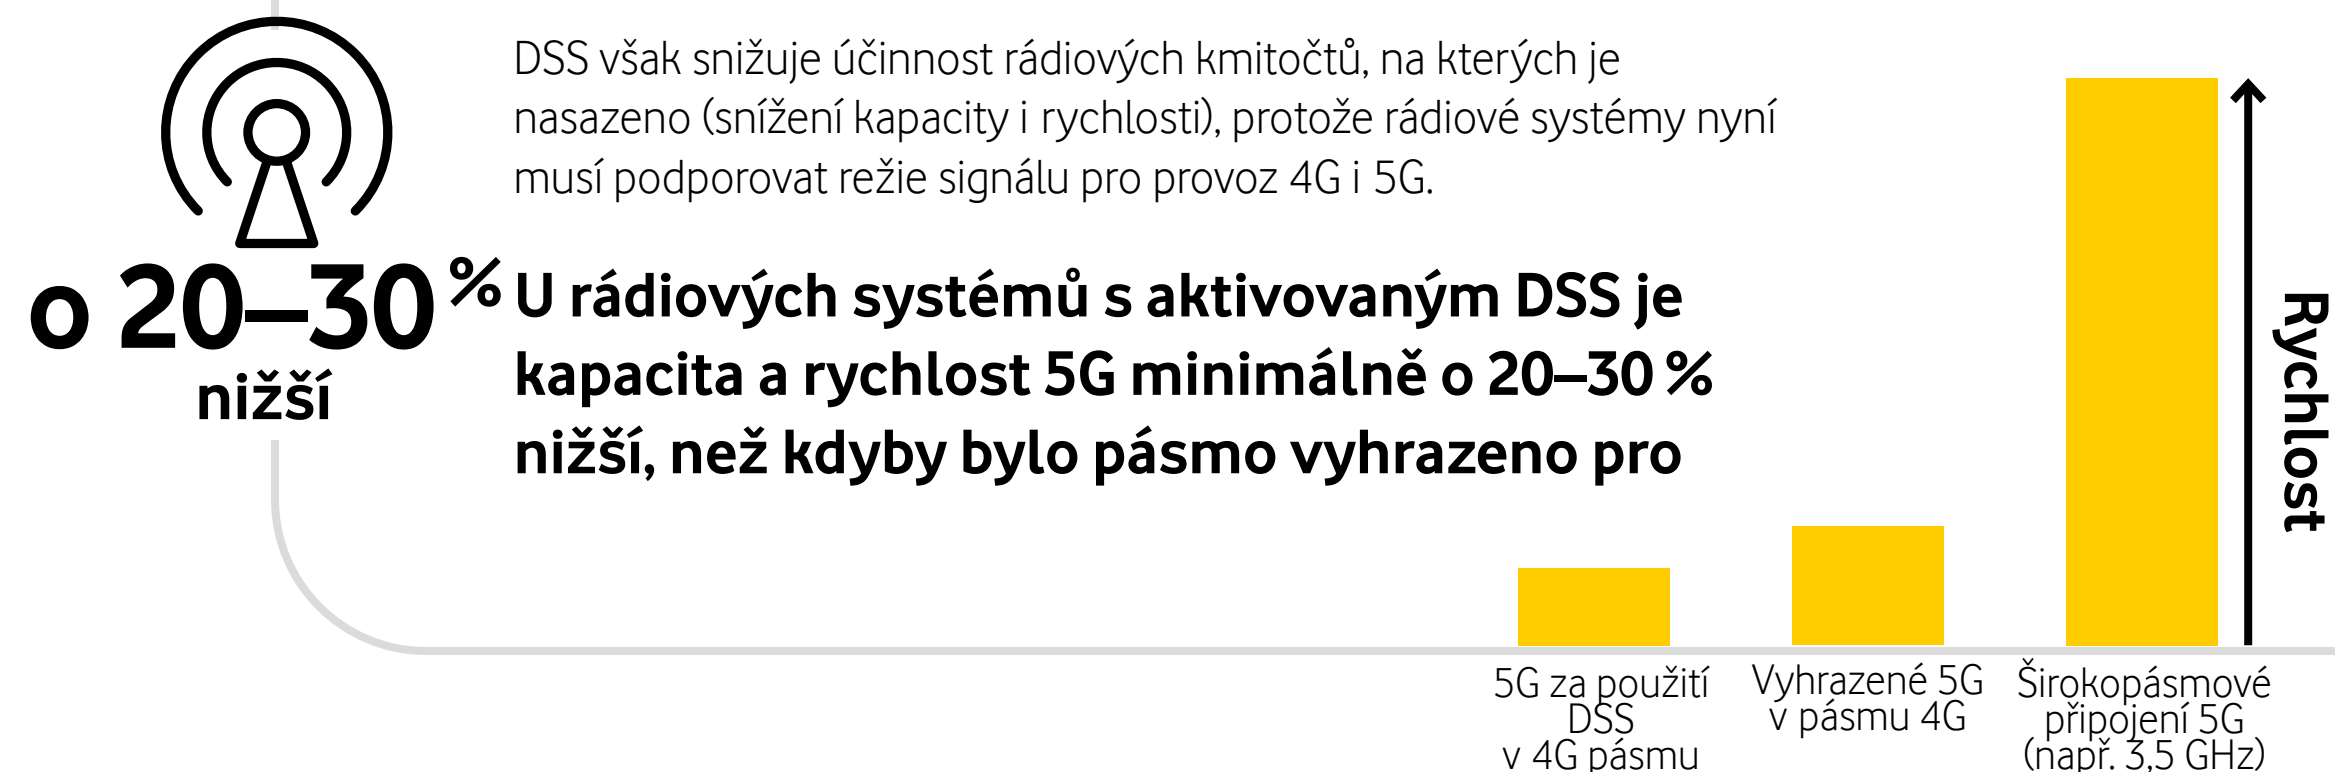 DSS však snižuje účinnost rádiových kmitočtů, na kterých je
nasazeno (snížení kapacity i rychlosti), protože rádiové systémy nyní
musí podporovat režie signálu pro provoz 4G i 5G.
o 20–30 %
nižší
U rádiových systémů s aktivovaným DSS je
kapacita a rychlost 5G minimálně o 20–30 %
nižší, než kdyby bylo pásmo vyhrazeno pro
Rychlost
5G za použití
DSS
v 4G pásmu
Vyhrazené 5G
v pásmu 4G
Širokopásmové
připojení 5G
(např. 3,5 GHz)